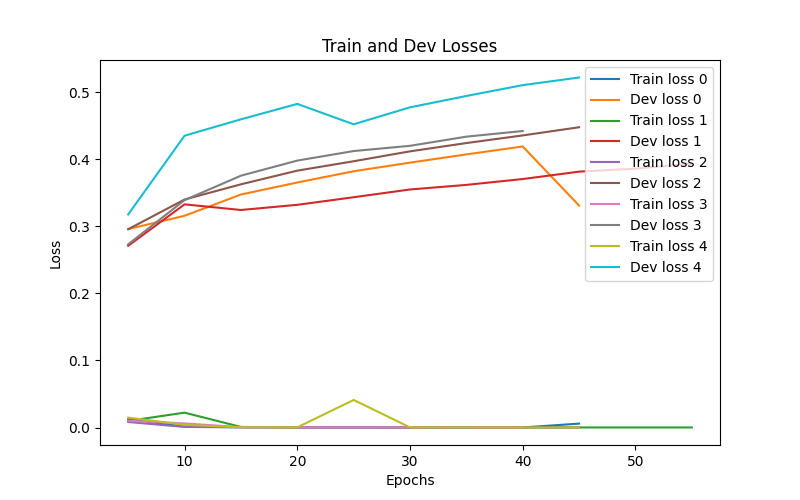 Train and Dev Losses
Loss
0.5
0.4
0.3
0.2
0.1
0.0
Train loss 0
Dev loss 0
Train loss 1
Dev loss 1
Train loss 2
Dev loss 2
Train loss 3
Dev loss 3
Train loss 4
Dev loss 4
10 20 30 40 50
Epochs